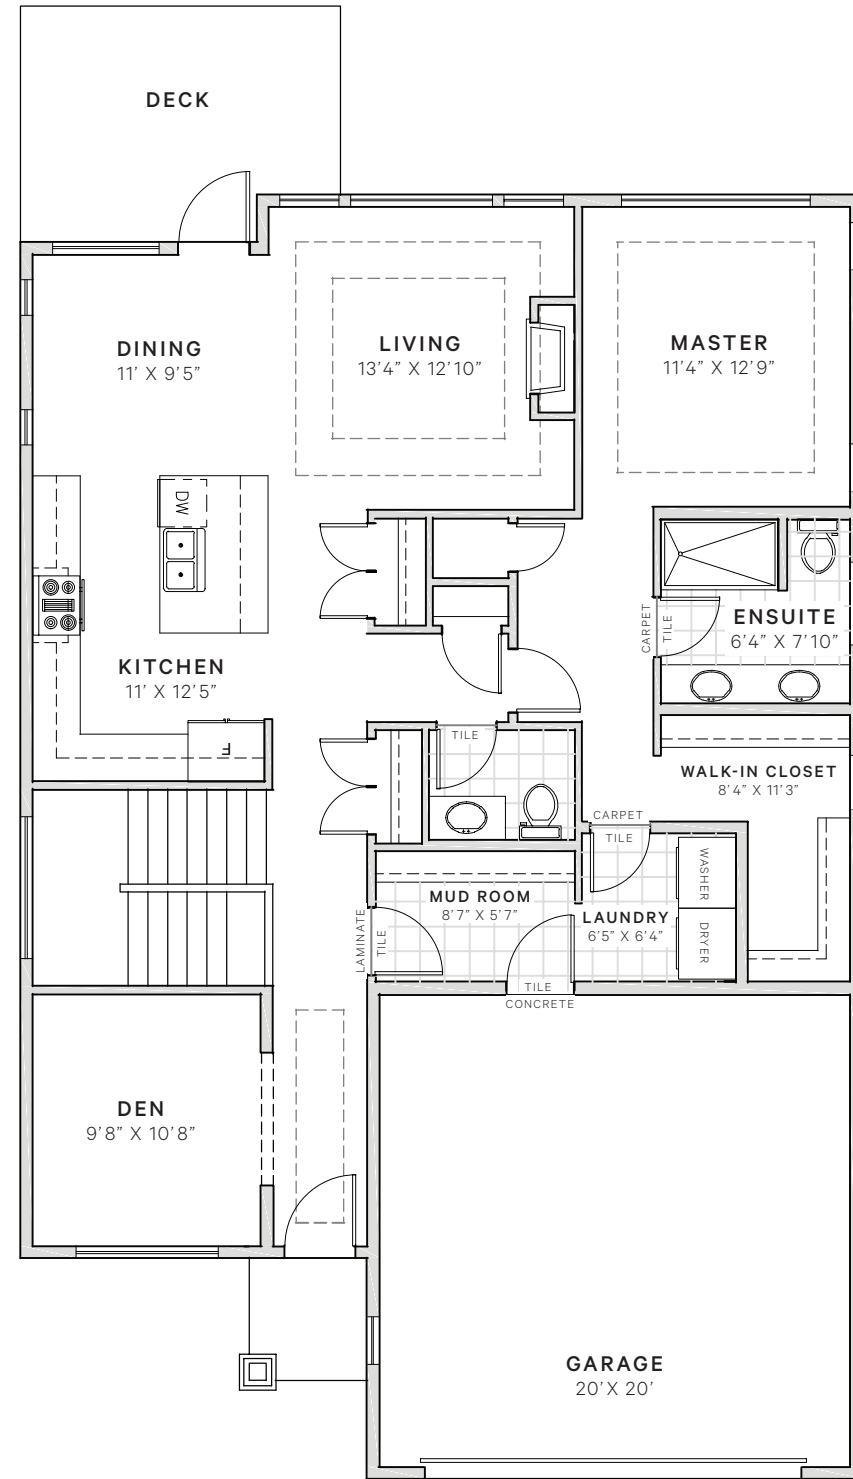 DECK
DINING
11’ X 9’5”
LIVING
13’4” X 12’10”
MASTER
11’4” X 12’9”
DW
CARPET
TILE
ENSUITE
6’4” X 7’10”
KITCHEN
11’ X 12’5”
F
TILE
WALK-IN CLOSET
8’4” X 11’3”
CARPET
TILE
WASHER
DRYER
MUD ROOM
8’7” X 5’7”
LAUNDRY
6’5” X 6’4”
LAMINATE
TILE
TILE
CONCRETE
DEN
9’8” X 10’8”
GARAGE
20’ X 20’